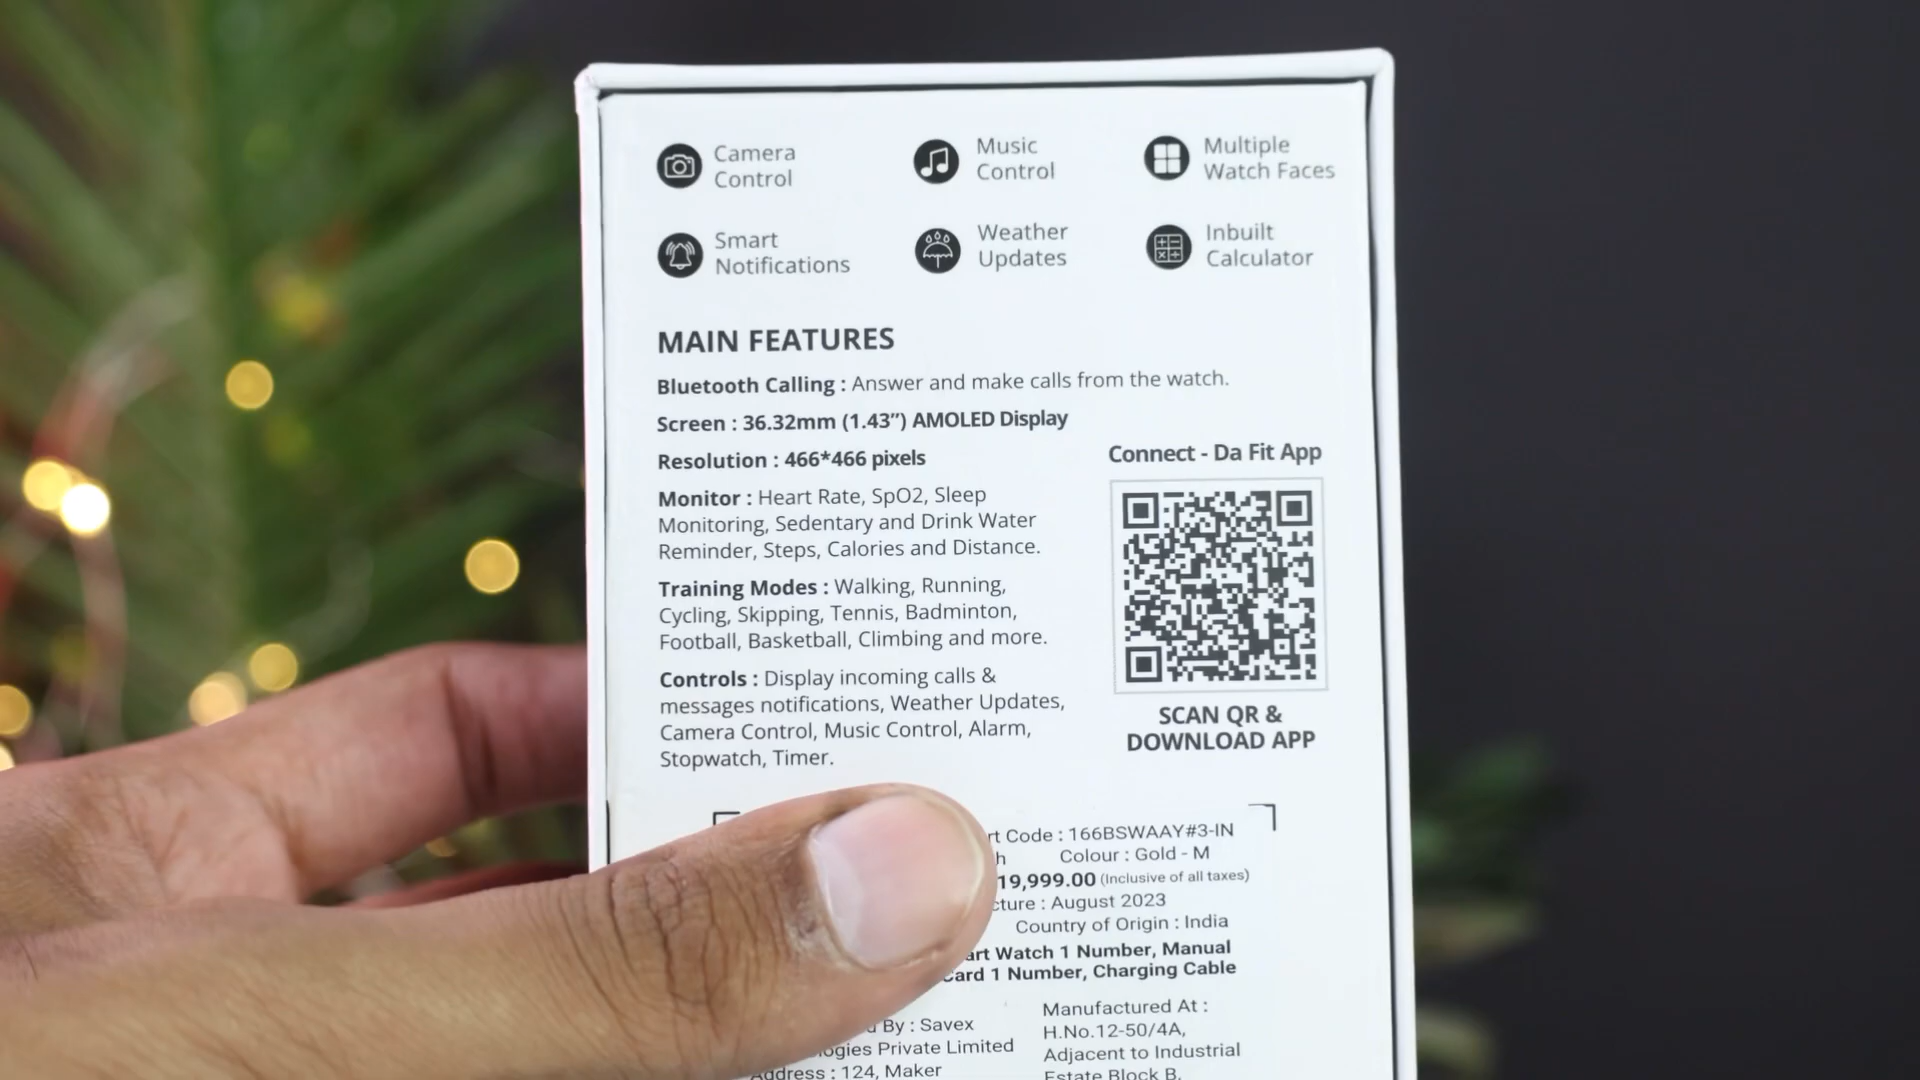 Camera
Control
Music
Control
Multiple
Watch Faces
Smart
Notifications
Weather
Updates
Inbuilt
Calculator
MAIN FEATURES
Bluetooth Calling : Answer and make calls from the watch.
Screen : 36.32mm (1.43”) AMOLED Display
Resolution : 466*466 pixels
Monitor : Heart Rate, SpO2, Sleep
Monitoring, Sedentary and Drink Water
Reminder, Steps, Calories and Distance.
Training Modes : Walking, Running,
Cycling, Skipping, Tennis, Badminton,
Football, Basketball, Climbing and more.
Controls : Display incoming calls &
messages notifications, Weather Updates,
Camera Control, Music Control, Alarm,
Stopwatch, Timer.
Connect - Da Fit App
SCAN QR &
DOWNLOAD APP
Code : 166BSWAAY#3-IN
Colour : Gold - M
19,999.00 (Inclusive of all taxes)
: August 2023
Country of Origin : India
Watch 1 Number, Manual
Card 1 Number, Charging Cable
By : Savex
Private Limited
Address : 124, Maker
Manufactured At :
H.No.12-50/4A,
Adjacent to Industrial
Estate Block B,